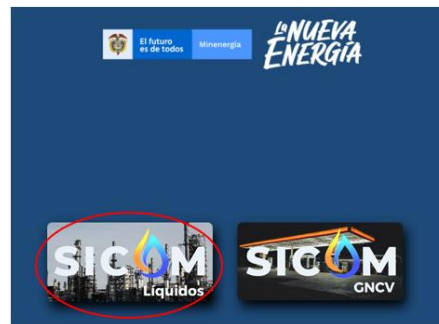 El futuro
es de todos
Minenergía
La NUEVA
ENERGÍA
SICOM
Líquidos
SICOM
GNCV